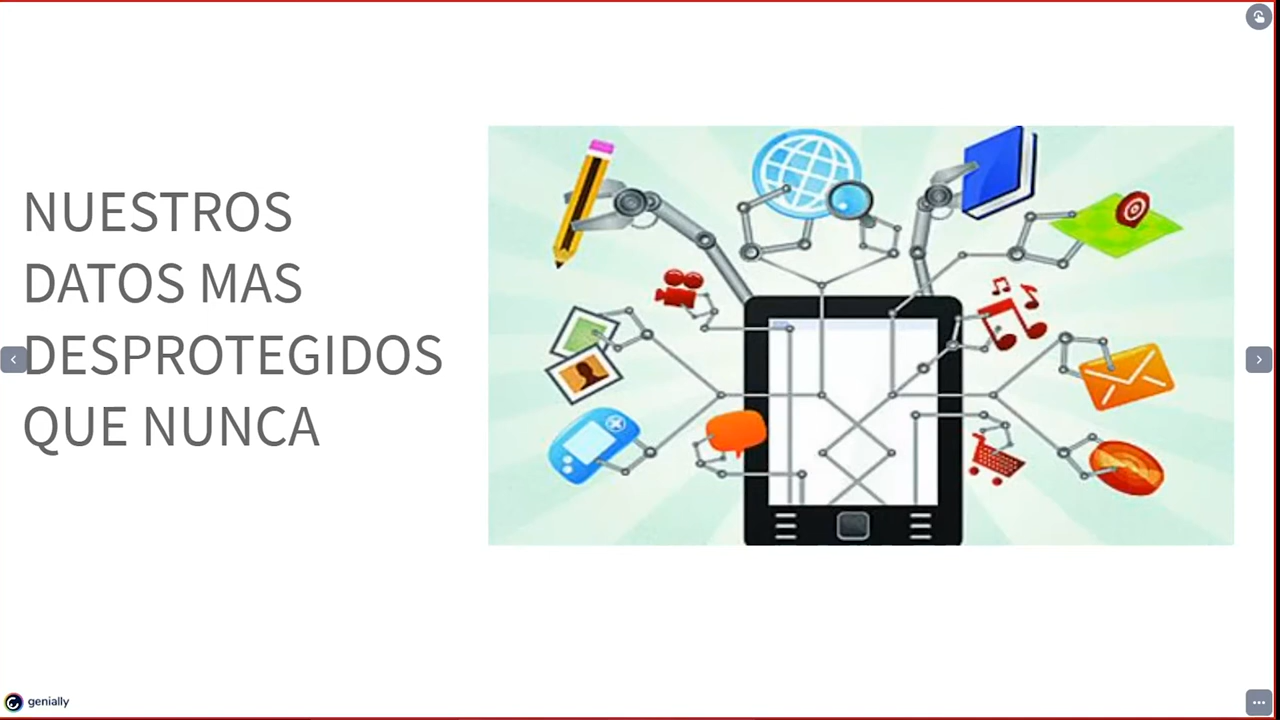 NUESTROS
DATOS MAS
DESPROTEGIDOS
QUE NUNCA
genially